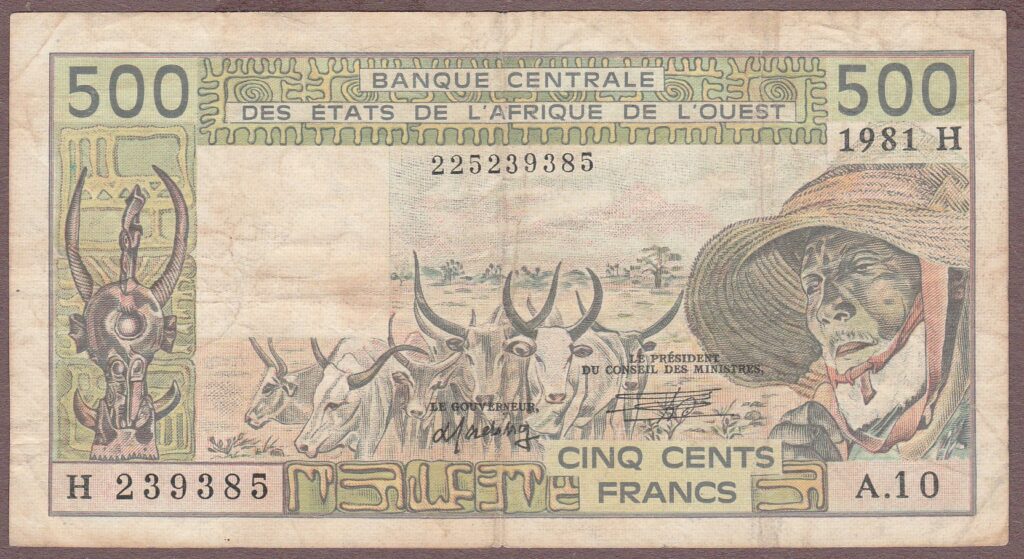 500
BANQUE CENTRALE
DES ÉTATS DE L'AFRIQUE DE L'OUEST
500
1981 H
225239385
LE PRÉSIDENT
DU CONSEIL DES MINISTRES,
LE GOUVERNEUR,
CINQ CENTS
FRANCS
H 239385
A.10